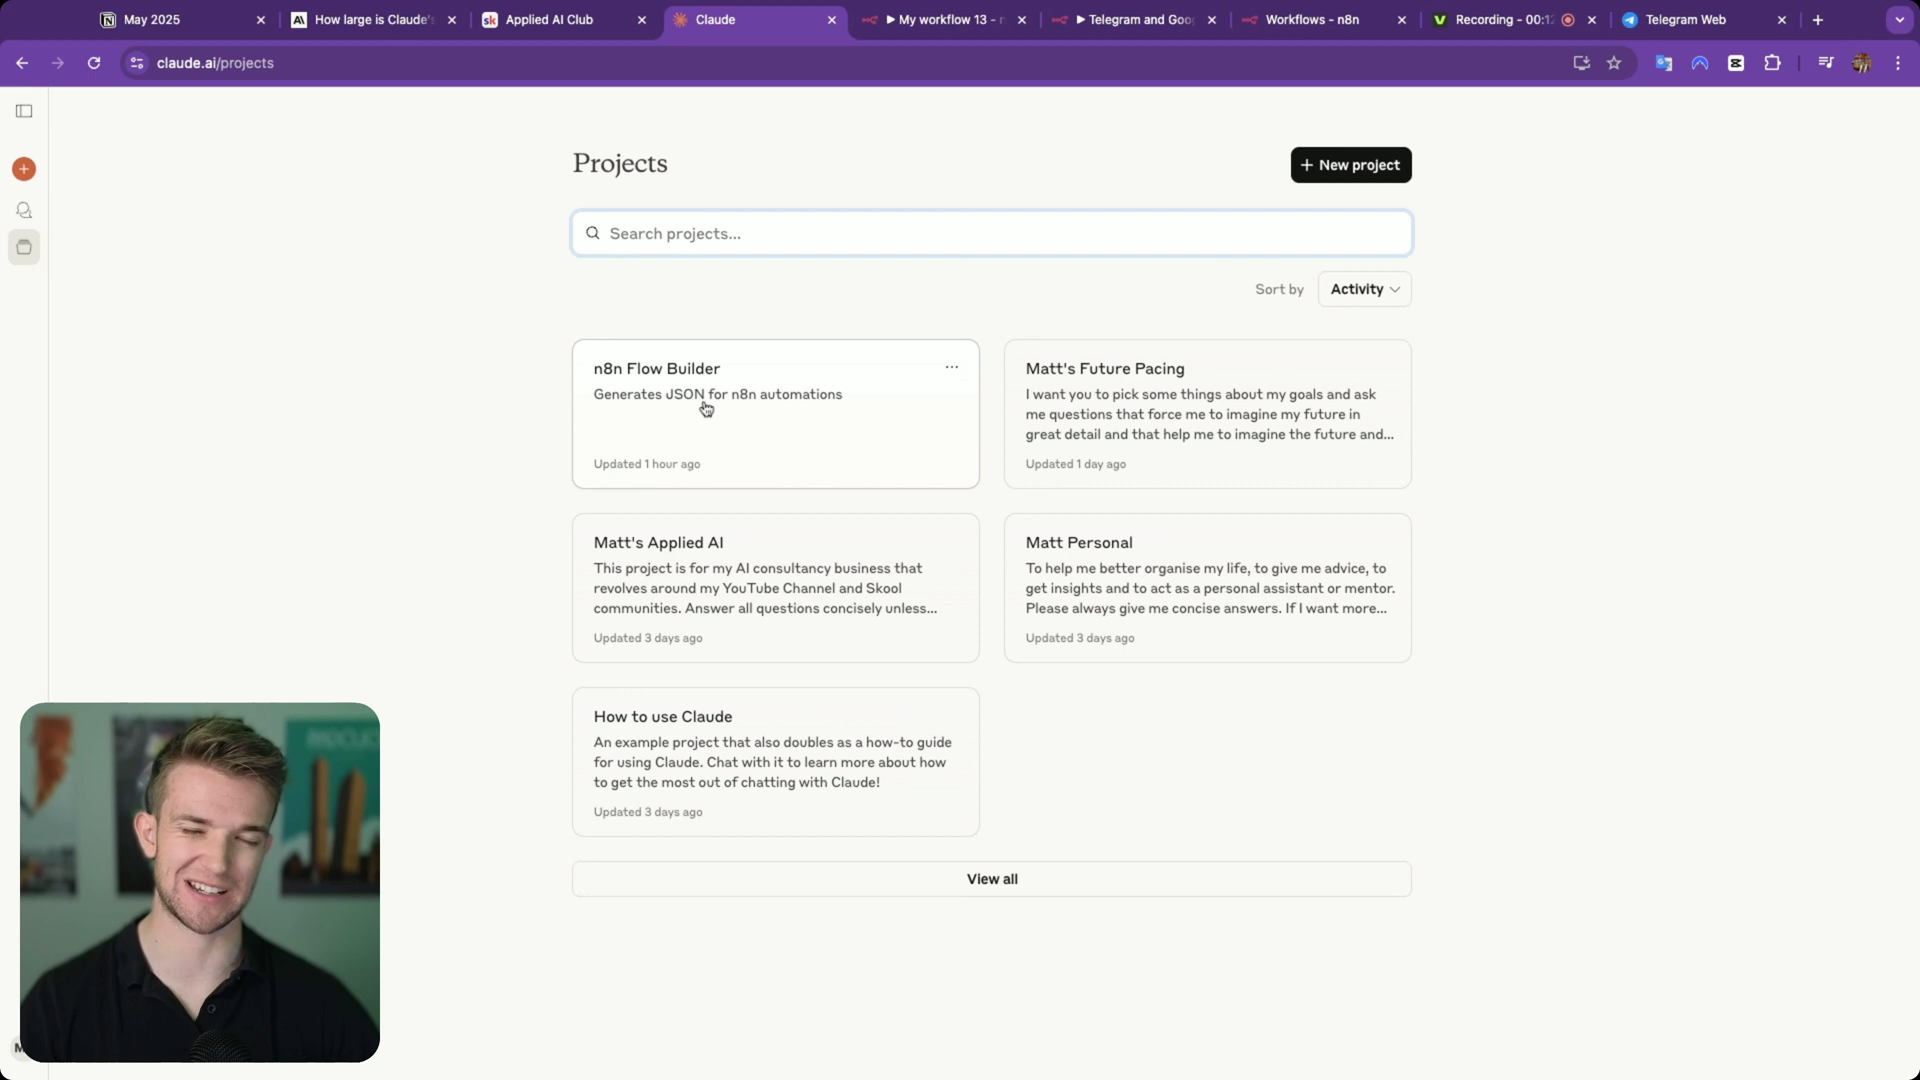 May 2025
How large is Claude's
Applied AI Club
Claude
▶ My workflow 13 - n
▶ Telegram and Goo
Workflows - n8n
Recording - 00:1
Telegram Web
claude.ai/projects
Projects
+ New project
Search projects...
Sort by
Activity
n8n Flow Builder
Generates JSON for n8n automations
Updated 1 hour ago
Matt's Future Pacing
I want you to pick some things about my goals and ask
me questions that force me to imagine my future in
great detail and that help me to imagine the future and...
Updated 1 day ago
Matt's Applied AI
This project is for my AI consultancy business that
revolves around my YouTube Channel and Skool
communities. Answer all questions concisely unless...
Updated 3 days ago
Matt Personal
To help me better organise my life, to give me advice, to
get insights and to act as a personal assistant or mentor.
Please always give me concise answers. If I want more...
Updated 3 days ago
How to use Claude
An example project that also doubles as a how-to guide
for using Claude. Chat with it to learn more about how
to get the most out of chatting with Claude!
Updated 3 days ago
View all